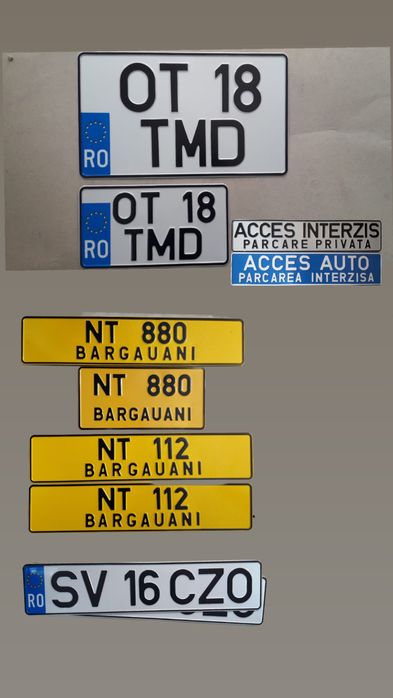 OT 18
RO TMD
OT 18
RO TMD
ACCES INTERZIS
PARCARE PRIVATA
ACCES AUTO
PARCAREA INTERZISA
NT 880
BARGAUANI
NT 880
BARGAUANI
NT 112
BARGAUANI
NT 112
BARGAUANI
RO SV 16 CZO